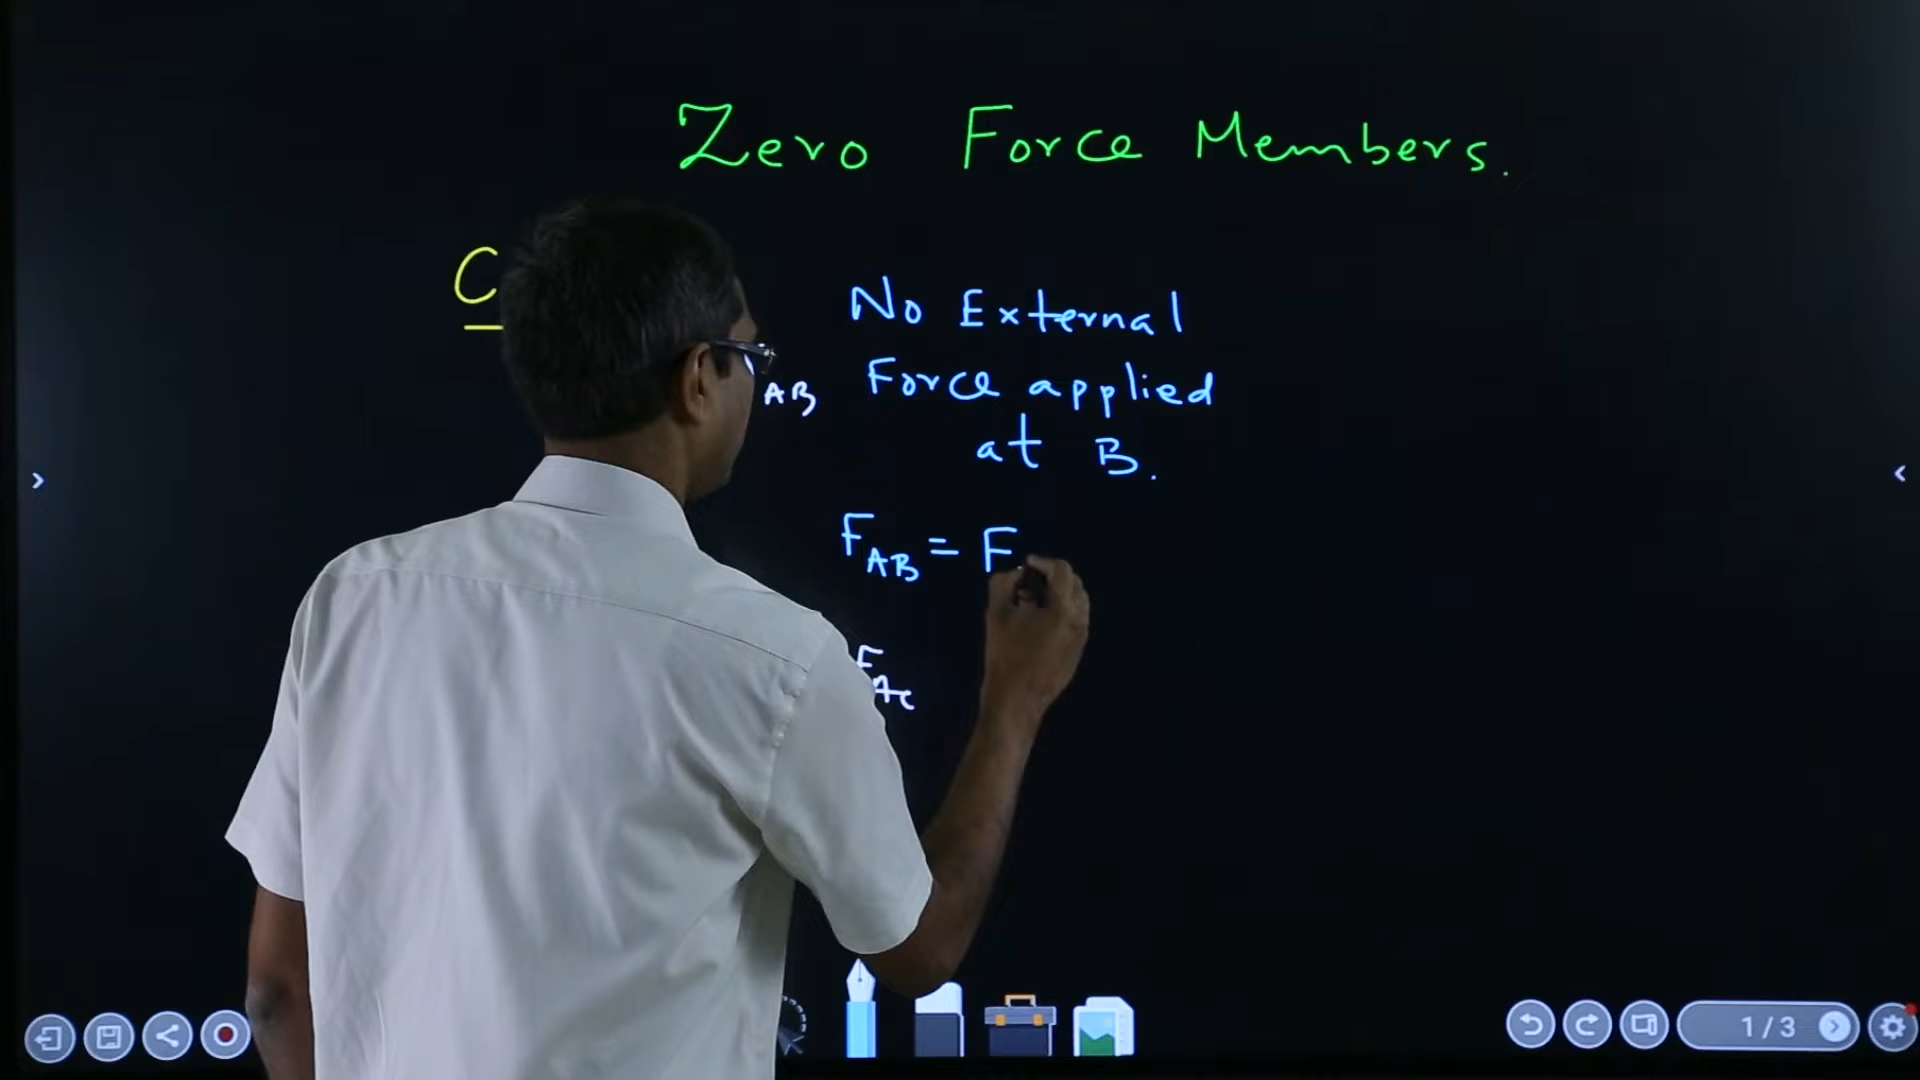 Zero Force Members.
C
No External
AB Force applied
at B.
F_AB = F
F_AC
1/3